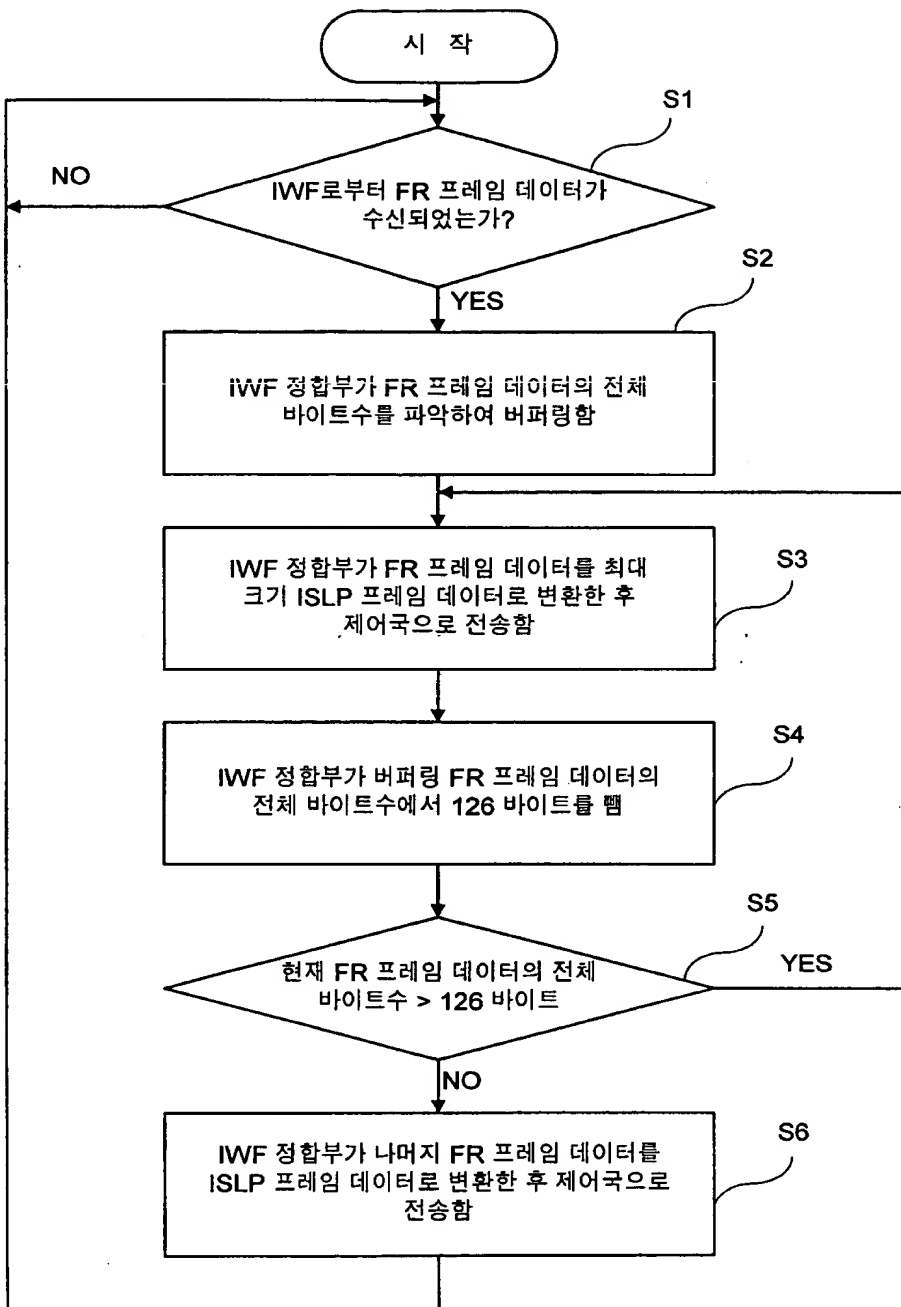 시 작
S1
NO
IWF로부터 FR 프레임 데이터가
수신되었는가?
S2
YES
IWF 정합부가 FR 프레임 데이터의 전체
바이트수를 파악하여 버퍼링함
IWF 정합부가 FR 프레임 데이터를 최대
크기 ISLP 프레임 데이터로 변환한 후
제어국으로 전송함
S3
S4
IWF 정합부가 버퍼링 FR 프레임 데이터의
전체 바이트수에서 126 바이트를 뺌
S5
현재 FR 프레임 데이터의 전체
바이트수 > 126 바이트
YES
NO
IWF 정합부가 나머지 FR 프레임 데이터를
ISLP 프레임 데이터로 변환한 후 제어국으로
전송함
S6